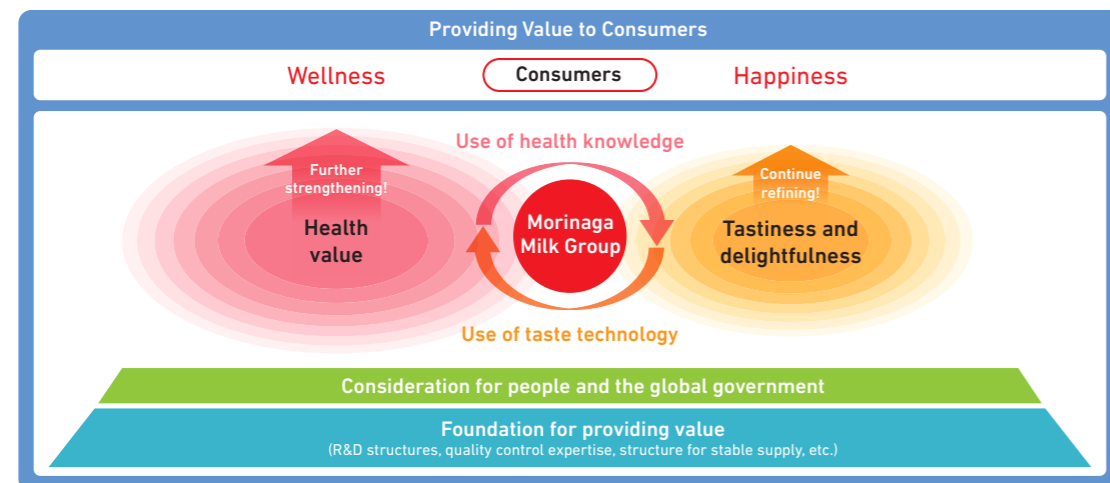 Providing Value to Consumers
Wellness
Consumers
Happiness
Use of health knowledge
Further
strengthening!
Health
value
Morinaga
Milk Group
Continue
refining!
Tastiness and
delightfulness
Use of taste technology
Consideration for people and the global government
Foundation for providing value
(R&D structures, quality control expertise, structure for stable supply, etc.)